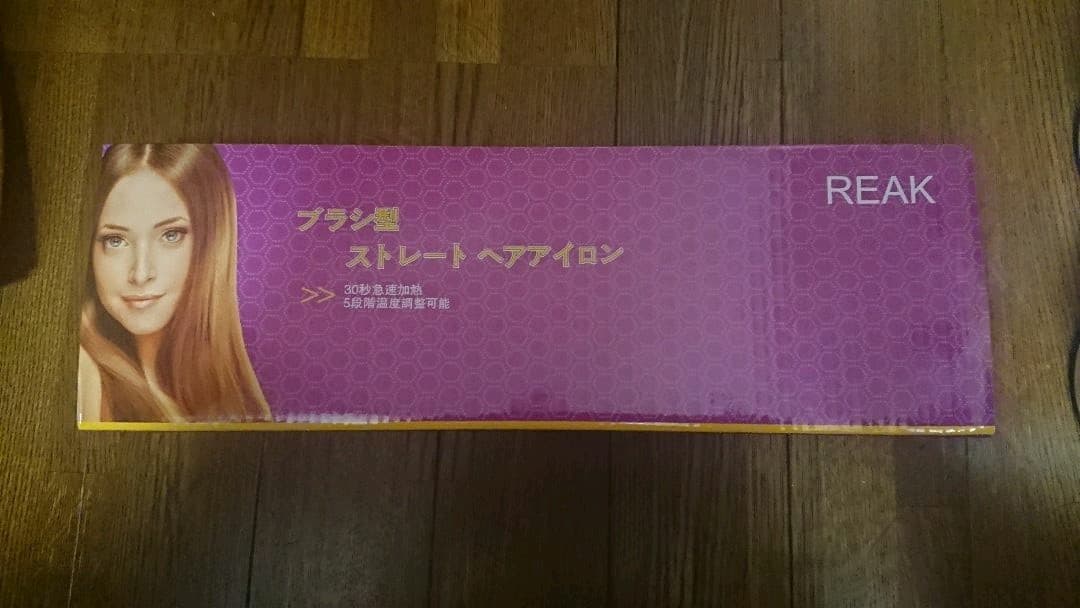 REAK
ブラシ型
ストレート ヘアアイロン
>> 30秒急速加熱
5段階温度調整可能